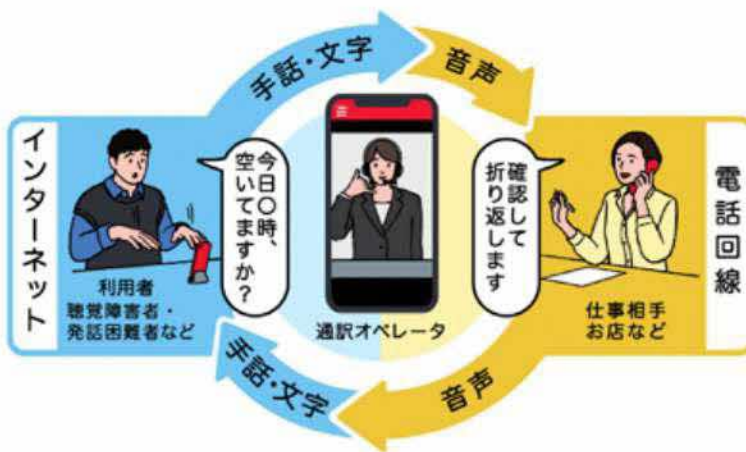 手話・文字
音声
インターネット
今日〇時、
空いてますか？
確認して
折り返します
電話回線
利用者
聴覚障害者・
発話困難者など
通訳オペレータ
仕事相手
お店など
手話・文字
音声